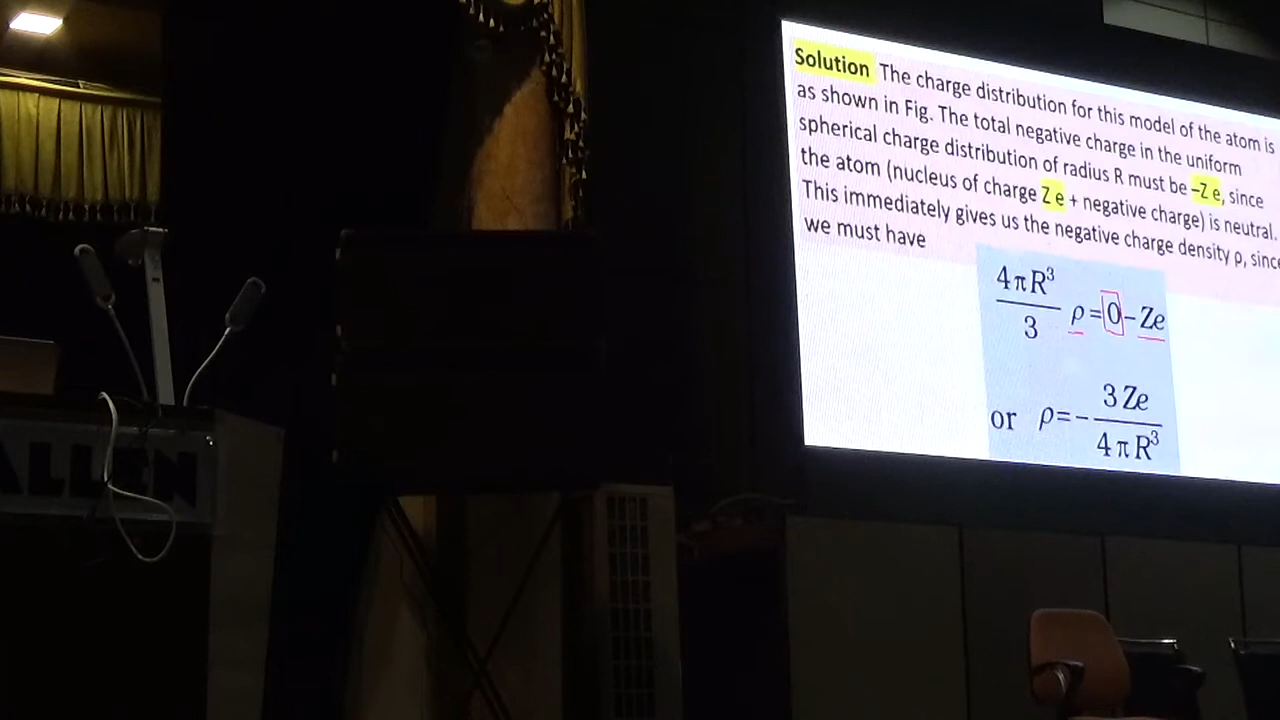 Solution The charge distribution for this model of the atom is
as shown in Fig. The total negative charge in the uniform
spherical charge distribution of radius R must be –Z e, since
the atom (nucleus of charge Z e + negative charge) is neutral.
This immediately gives us the negative charge density ρ, since
we must have
4πR³/3 ρ=0–Ze
or ρ=–3Ze/4πR³
ALLEN